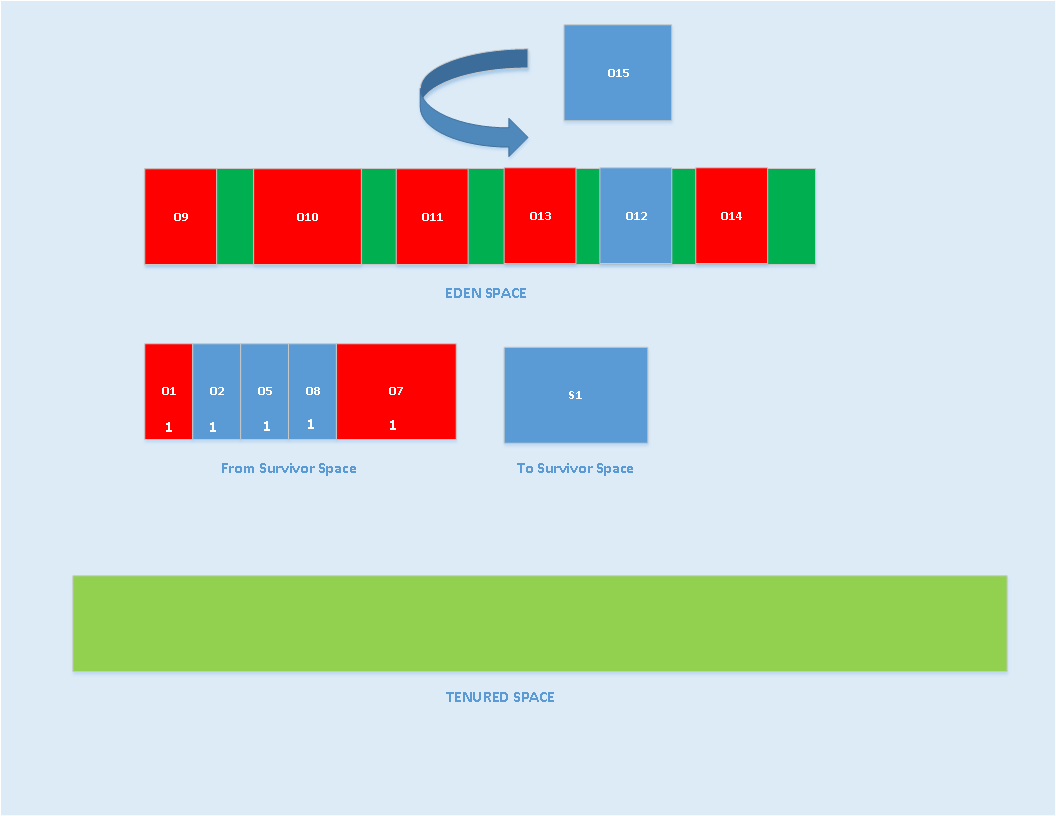 O15
O9 O10 O11 O13 O12 O14
EDEN SPACE
O1 O2 O5 O8 O7
1 1 1 1 1
S1
From Survivor Space
To Survivor Space
TENURED SPACE